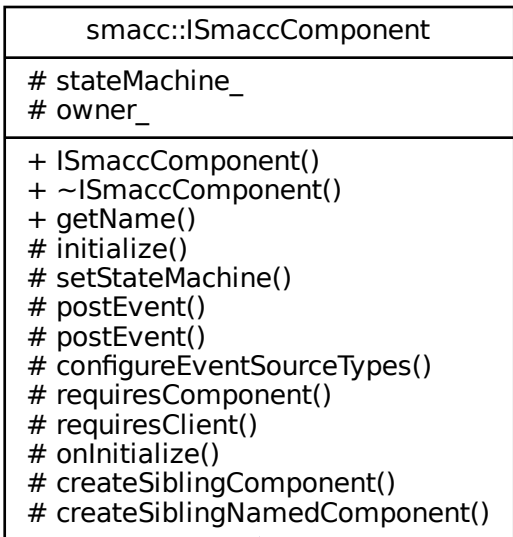 smacc::ISmaccComponent
# stateMachine_
# owner_
+ ISmaccComponent()
+ ~ISmaccComponent()
+ getName()
# initialize()
# setStateMachine()
# postEvent()
# postEvent()
# configureEventSourceTypes()
# requiresComponent()
# requiresClient()
# onInitialize()
# createSiblingComponent()
# createSiblingNamedComponent()